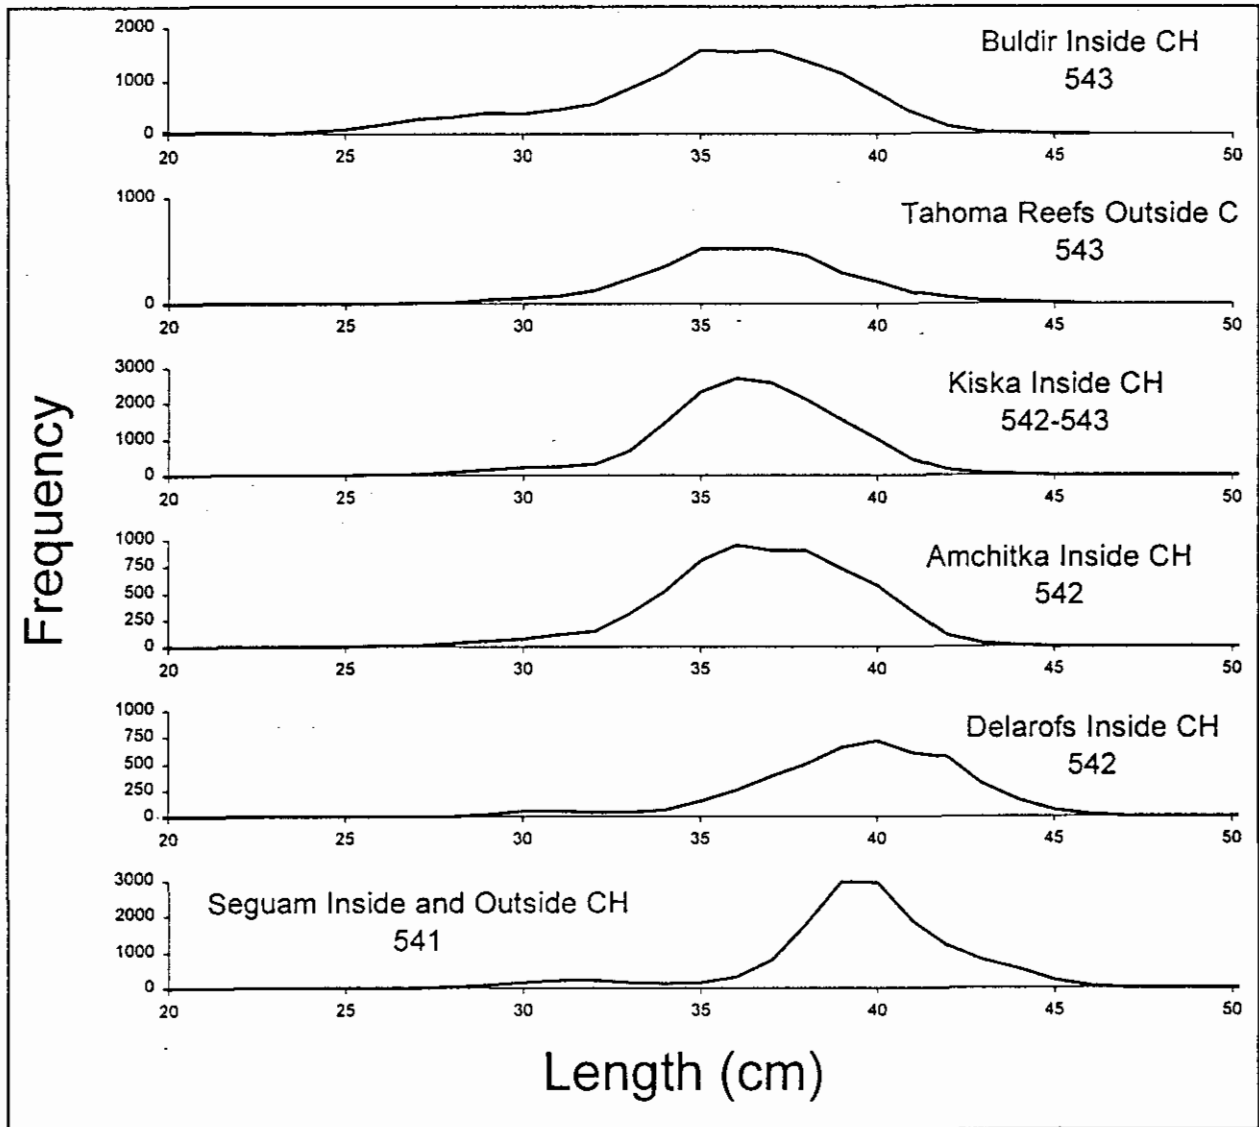 Frequency
2000
1000
0
20 25 30 35 40 45 50
Buldir Inside CH
543
1000
500
0
20 25 30 35 40 45 50
Tahoma Reefs Outside C
543
3000
2000
1000
0
20 25 30 35 40 45 50
Kiska Inside CH
542-543
1000
750
500
250
0
20 25 30 35 40 45 50
Amchitka Inside CH
542
1000
750
500
250
0
20 25 30 35 40 45 50
Delarofs Inside CH
542
3000
2000
1000
0
20 25 30 35 40 45 50
Seguam Inside and Outside CH
541
Length (cm)